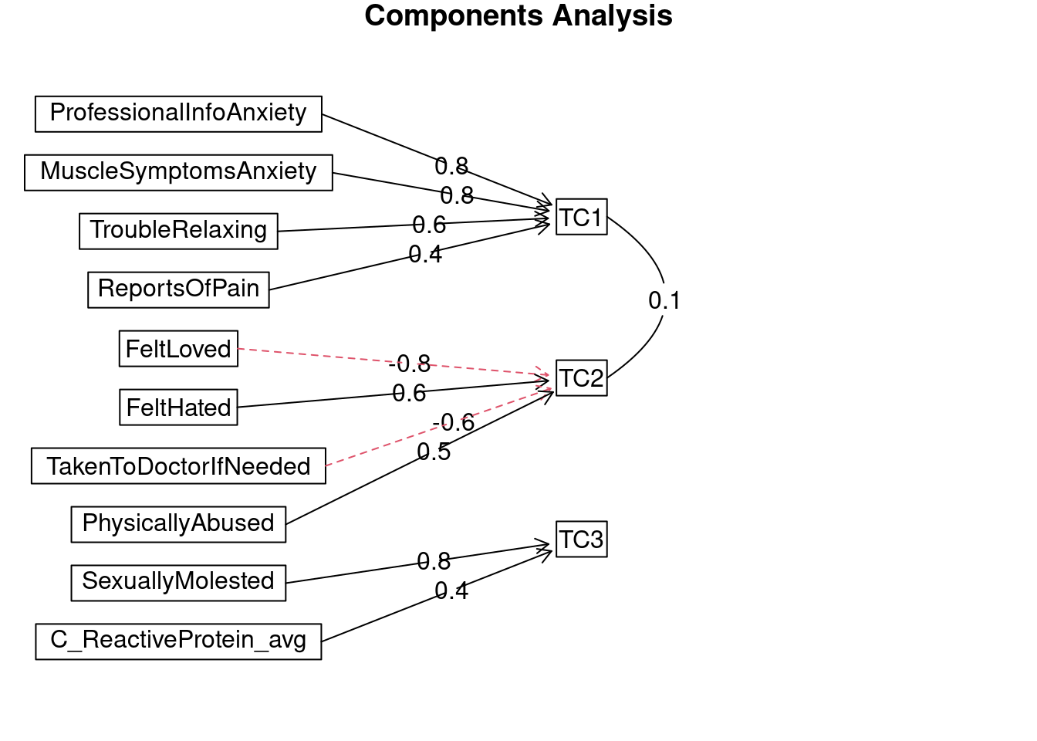 Components Analysis
ProfessionalInfoAnxiety
0.8
MuscleSymptomsAnxiety
0.8
TC1
TroubleRelaxing
0.6
0.4
ReportsOfPain
0.1
FeltLoved
-0.8
TC2
0.6
FeltHated
-0.6
0.5
TakenToDoctorIfNeeded
PhysicallyAbused
TC3
0.8
SexuallyMolested
0.4
C_ReactiveProtein_avg